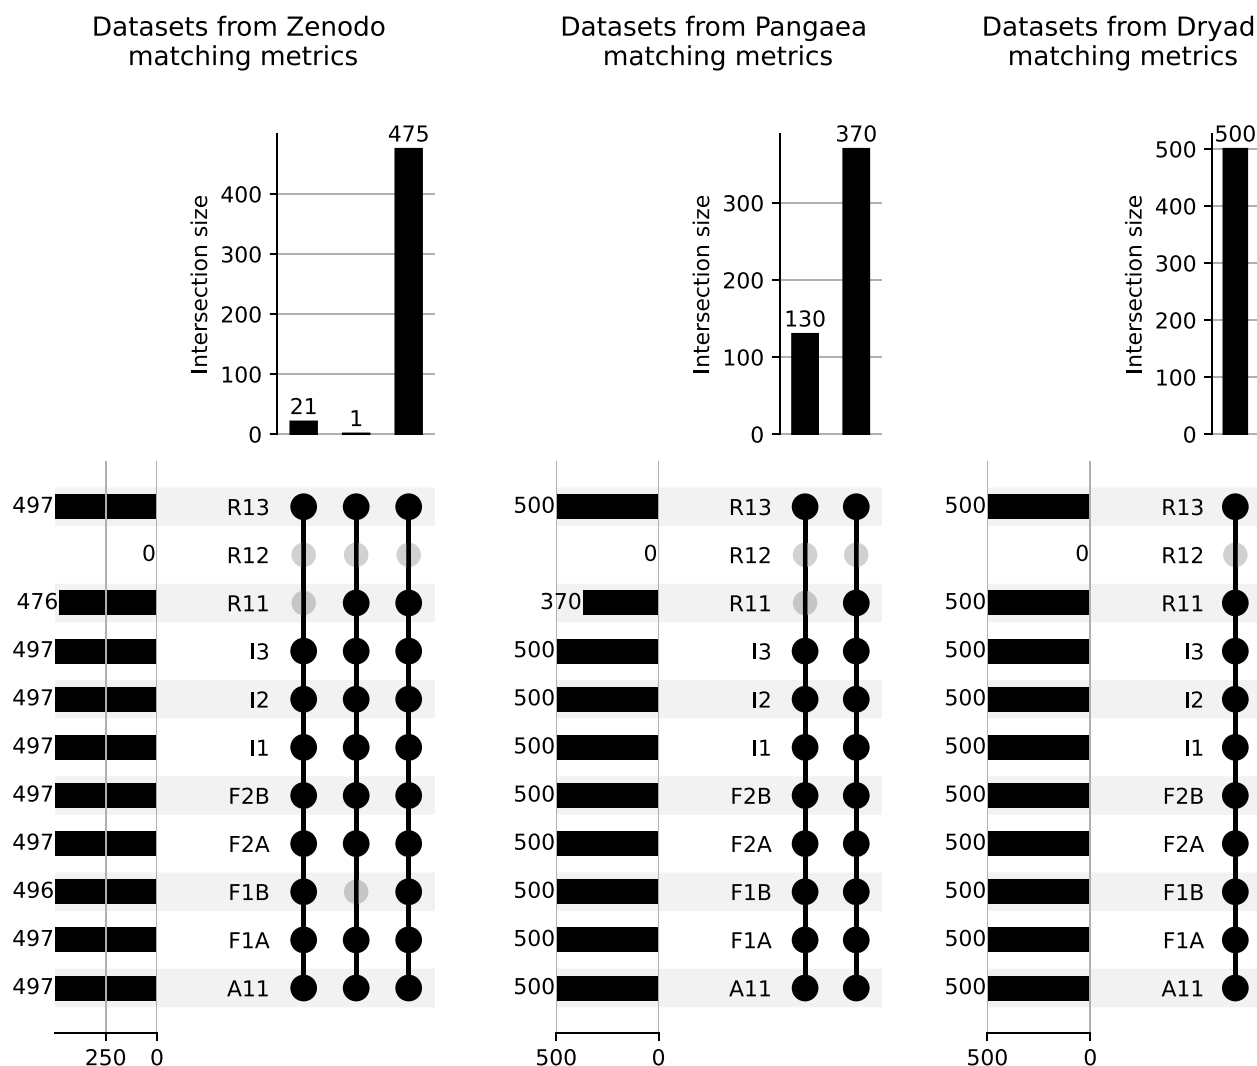 Datasets from Zenodo
matching metrics
475
400
300
200
100
0
Intersection size
21
1
497 R13
0 R12
476 R11
497 I3
497 I2
497 I1
497 F2B
497 F2A
496 F1B
497 F1A
497 A11
250 0
Datasets from Pangaea
matching metrics
370
300
200
100
0
Intersection size
130
500 R13
0 R12
370 R11
500 I3
500 I2
500 I1
500 F2B
500 F2A
500 F1B
500 F1A
500 A11
500 0
Datasets from Dryad
matching metrics
500
500
400
300
200
100
0
Intersection size
500 R13
0 R12
500 R11
500 I3
500 I2
500 I1
500 F2B
500 F2A
500 F1B
500 F1A
500 A11
500 0